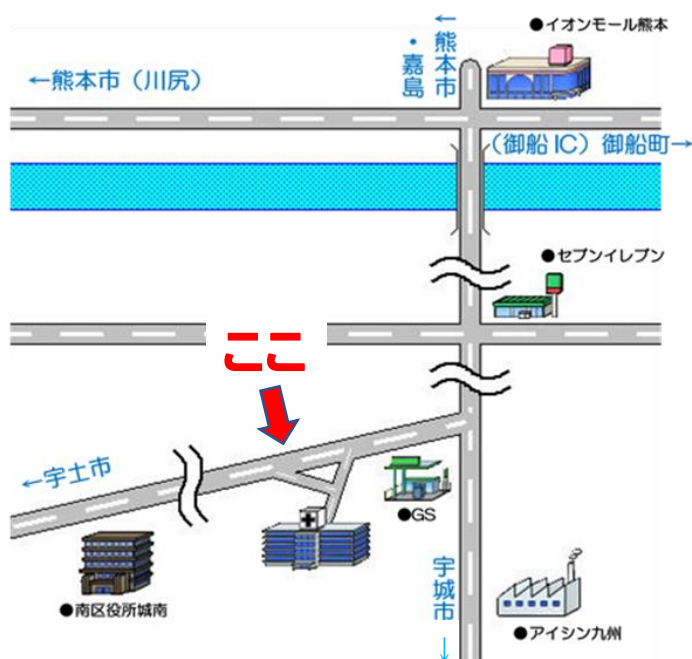 ●イオンモール熊本
←熊本市
・嘉島
←熊本市（川尻）
（御船IC）御船町→
●セブンイレブン
ここ
←宇土市
●GS
宇城市→
●南区役所城南
●アイシン九州